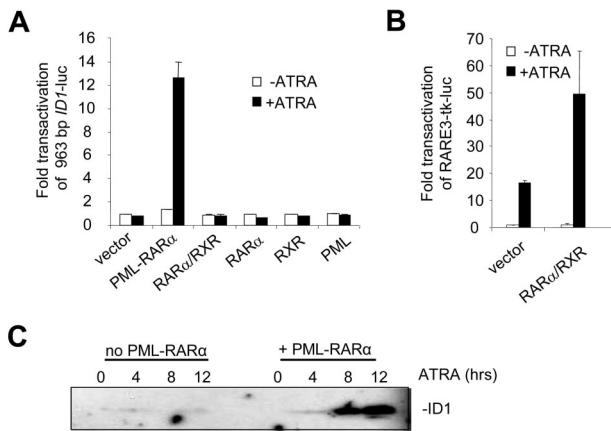 A
Fold transactivation
of 963 bp ID1-luc
16
14
12
10
8
6
4
2
0
-ATRA
+ATRA
vector
PML-RARα
RARα/RXR
RARα
RXR
PML
B
Fold transactivation
of RARE3-tk-luc
70
60
50
40
30
20
10
0
-ATRA
+ATRA
vector
RARα/RXR
C
no PML-RARα
+ PML-RARα
0 4 8 12 0 4 8 12 ATRA (hrs)
-ID1